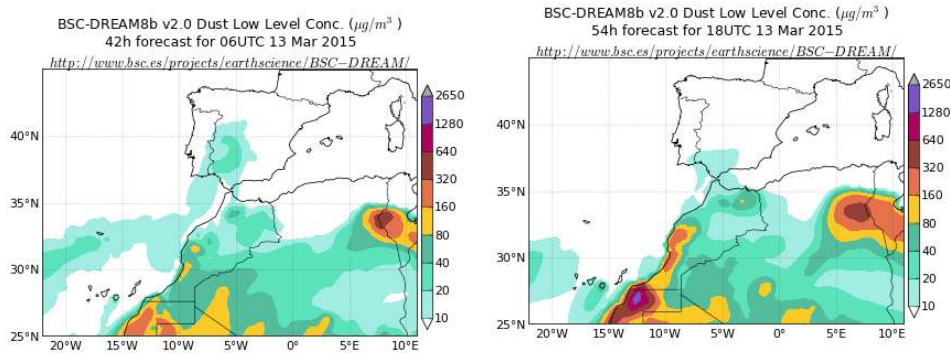 BSC-DREAM8b v2.0 Dust Low Level Conc. (μg/m³ )
42h forecast for 06UTC 13 Mar 2015
http://www.bsc.es/projects/earthscience/BSC−DREAM/
40°N
35°N
30°N
25°N
20°W
15°W
10°W
5°W
0°
5°E
10°E
2650
1280
640
320
160
80
40
20
10
BSC-DREAM8b v2.0 Dust Low Level Conc. (μg/m³ )
54h forecast for 18UTC 13 Mar 2015
http://www.bsc.es/projects/earthscience/BSC−DREAM/
40°N
35°N
30°N
25°N
20°W
15°W
10°W
5°W
0°
5°E
10°E
2650
1280
640
320
160
80
40
20
10